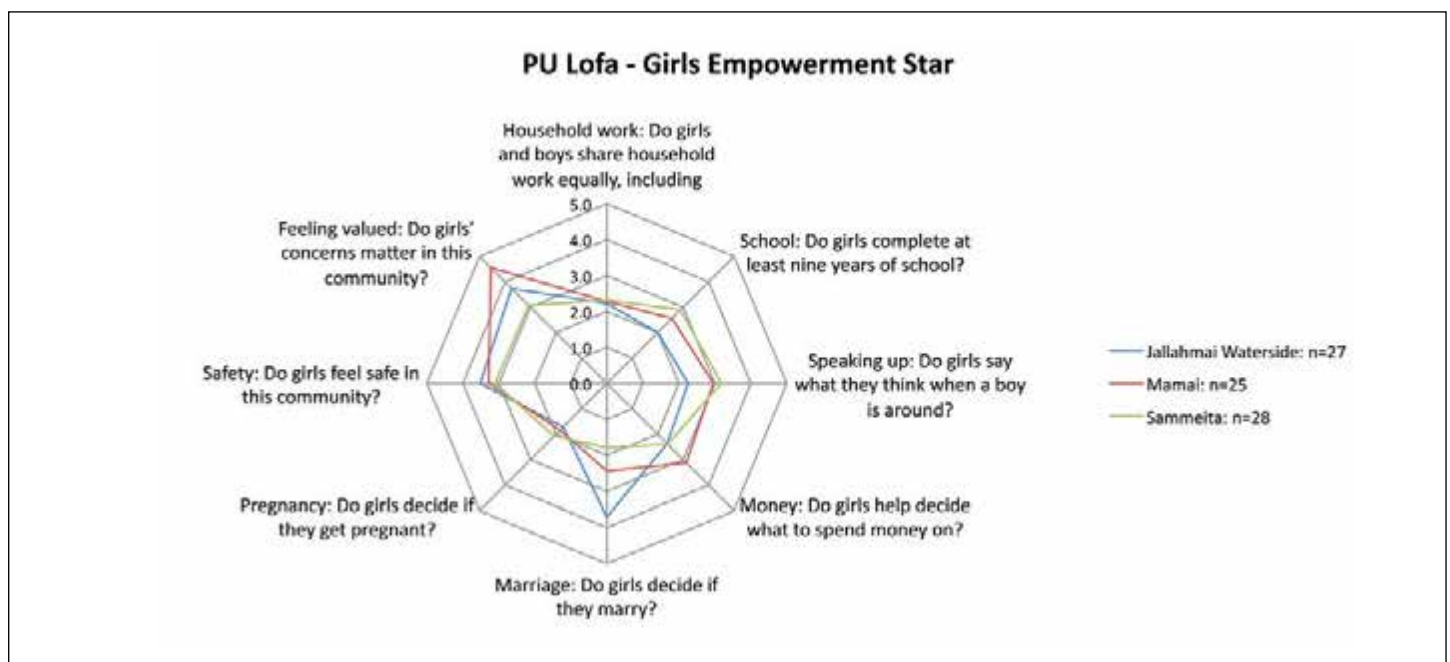 PU Lofa - Girls Empowerment Star
Household work: Do girls
and boys share household
work equally, including
School: Do girls complete at
least nine years of school?
Speaking up: Do girls say
what they think when a boy
is around?
Money: Do girls help decide
what to spend money on?
Marriage: Do girls decide if
they marry?
Pregnancy: Do girls decide if
they get pregnant?
Safety: Do girls feel safe in
this community?
Feeling valued: Do girls'
concerns matter in this
community?
5.0
4.0
3.0
2.0
1.0
0.0
Jallahmai Waterside: n=27
Mamai: n=25
Sammeita: n=28